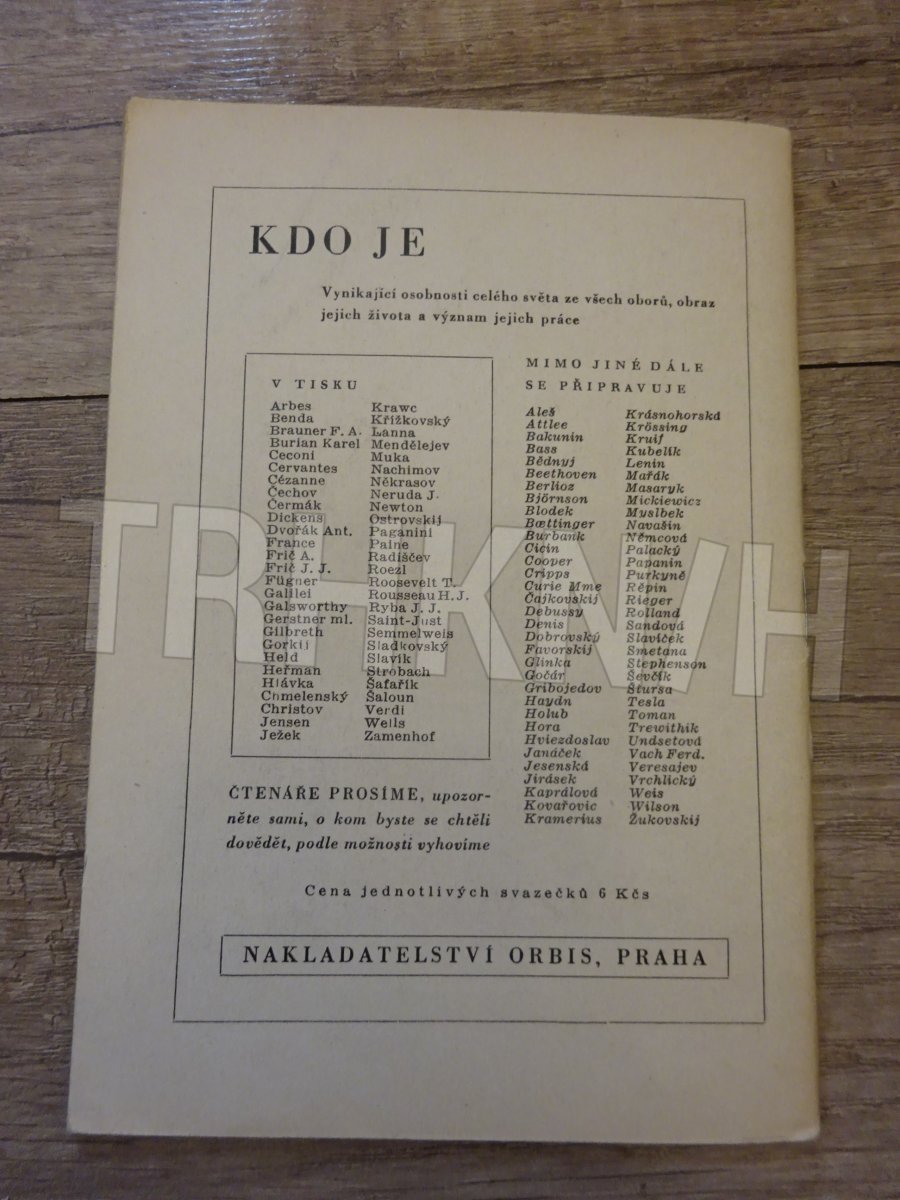 KDO JE
Vynikající osobnosti celého světa ze všech oborů, obraz
jejich života a význam jejich práce
V TISKU
Arbes
Benda
Brauner F. A.
Burian Karel
Ceconi
Cervantes
Cézanne
Čechov
Čermák
Dickens
Dvořák Ant.
France
Frič A.
Frič J. J.
Fügner
Galilei
Galsworthy
Gerstner ml.
Gilbreth
Gorkij
Held
Heřman
Hlávka
Chmelenský
Christov
Jensen
Ježek
Krawc
Křížkovský
Lanna
Mendělejev
Muka
Nachimov
Někrasov
Neruda J.
Newton
Ostrovskij
Paganini
Paine
Radiščev
Roezl
Roosevelt T.
Rousseau H. J.
Ryba J. J.
Saint-Just
Semmelweis
Sladkovský
Slavík
Strobach
Šafařík
Šaloun
Verdi
Wells
Zamenhof
MIMO JINÉ DÁLE
SE PŘIPRAVUJE
Aleš
Attlee
Bakunin
Bass
Bědnyj
Beethoven
Berlioz
Björnson
Blodek
Bœttinger
Burbank
Cicin
Cooper
Cripps
Curie Mme
Čajkovskij
Debussy
Denis
Dobrovský
Favorskij
Glinka
Gočár
Gribojedov
Haydn
Holub
Hora
Hviezdoslav
Janáček
Jesenská
Jirásek
Kaprálová
Kovařovic
Kramerius
Krásnohorská
Krössing
Kruif
Kubelík
Lenin
Mařák
Masaryk
Mickiewicz
Myslbek
Navašin
Němcová
Palacký
Papanin
Purkyně
Rěpin
Rieger
Rolland
Sandová
Slavíček
Smetana
Stephenson
Ševčík
Štursa
Tesla
Toman
Trewithik
Undsetová
Vach Ferd.
Veresajev
Vrchlický
Weis
Wilson
Žukovskij
ČTENÁŘE PROSÍME, upozor-
něte sami, o kom byste se chtěli
dovědět, podle možnosti vyhovíme
Cena jednotlivých svazečků 6 Kčs
NAKLADATELSTVÍ ORBIS, PRAHA
TRHKNIH